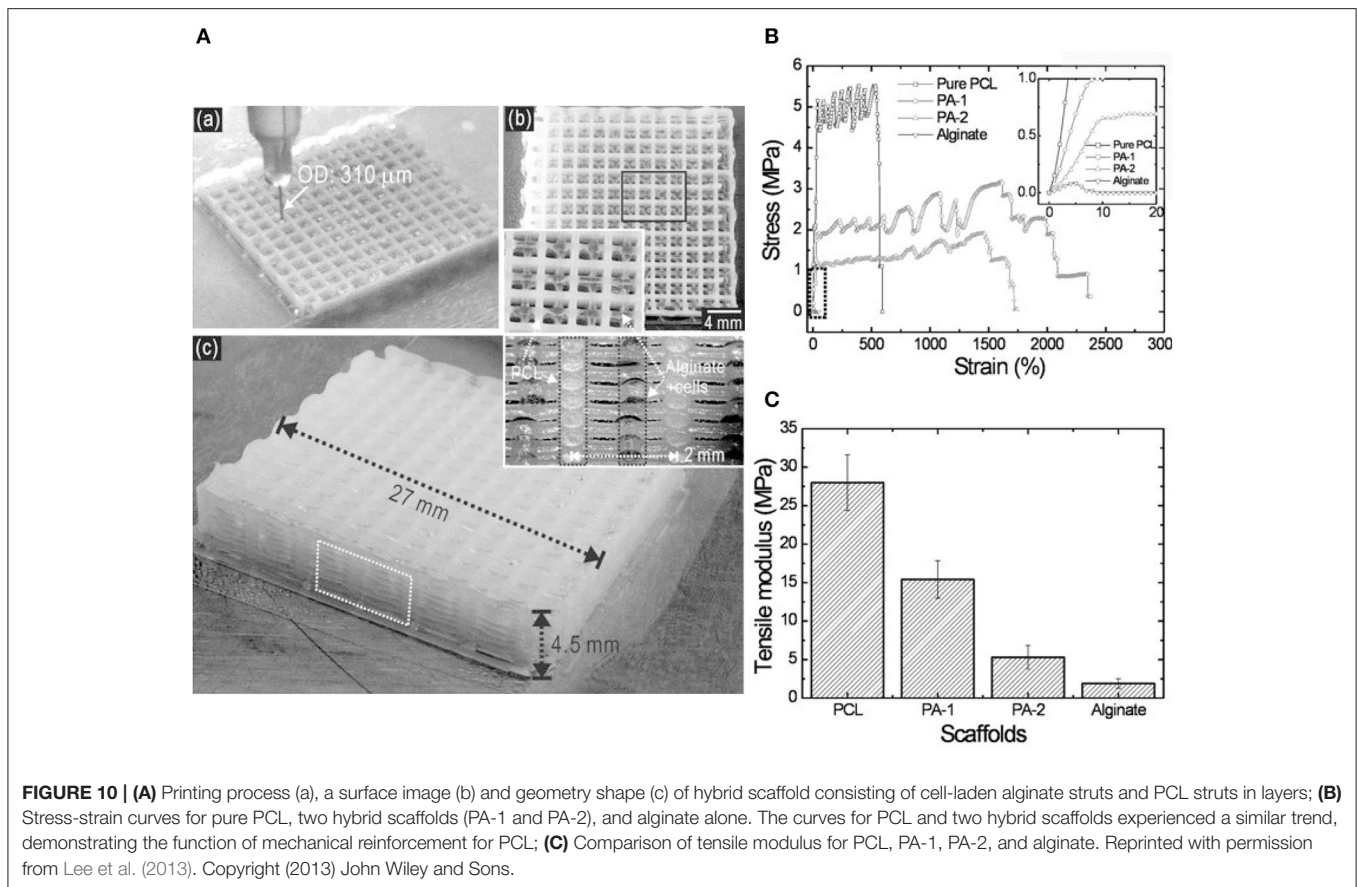 A
(a)
OD: 310 μm
(b)
4 mm
PCL
Alginate
+cells
2 mm
(c)
27 mm
4.5 mm
B
6
5
4
3
2
1
0
Stress (MPa)
Pure PCL
PA-1
PA-2
Alginate
1.0
0.5
0.0
Pure PCL
PA-1
PA-2
Alginate
0 10 20
0 500 1000 1500 2000 2500 3000
Strain (%)
C
35
30
25
20
15
10
5
0
Tensile modulus (MPa)
PCL PA-1 PA-2 Alginate
Scaffolds
FIGURE 10 | (A) Printing process (a), a surface image (b) and geometry shape (c) of hybrid scaffold consisting of cell-laden alginate struts and PCL struts in layers; (B)
Stress-strain curves for pure PCL, two hybrid scaffolds (PA-1 and PA-2), and alginate alone. The curves for PCL and two hybrid scaffolds experienced a similar trend,
demonstrating the function of mechanical reinforcement for PCL; (C) Comparison of tensile modulus for PCL, PA-1, PA-2, and alginate. Reprinted with permission
from Lee et al. (2013). Copyright (2013) John Wiley and Sons.